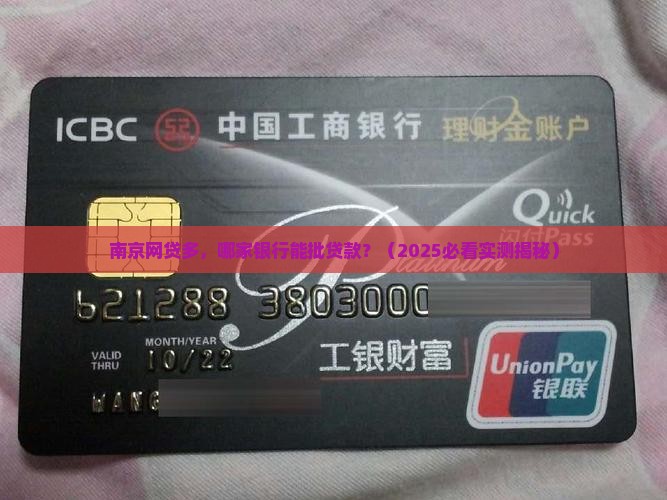 ICBC 中国工商银行 理财金账户
Quick
闪付Pass
南京网贷多，哪家银行能批贷款？（2025必看实测揭秘）
Platinum
621288 3803000
MONTH/YEAR
VALID THRU 10/22
工银财富
WANG
UnionPay
银联